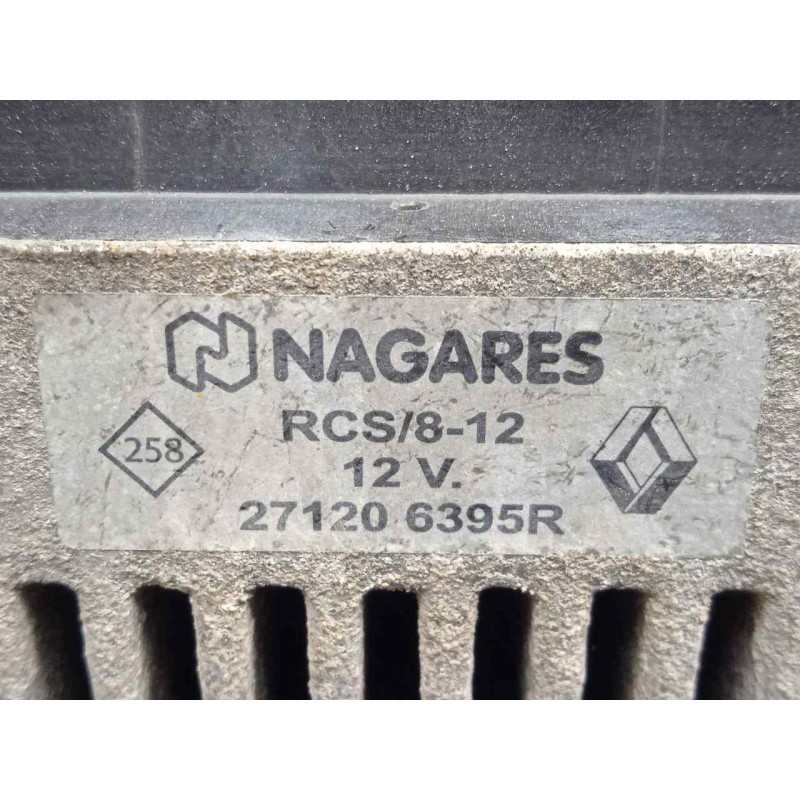 NAGARES
RCS/8-12
258
12 V.
27120 6395R